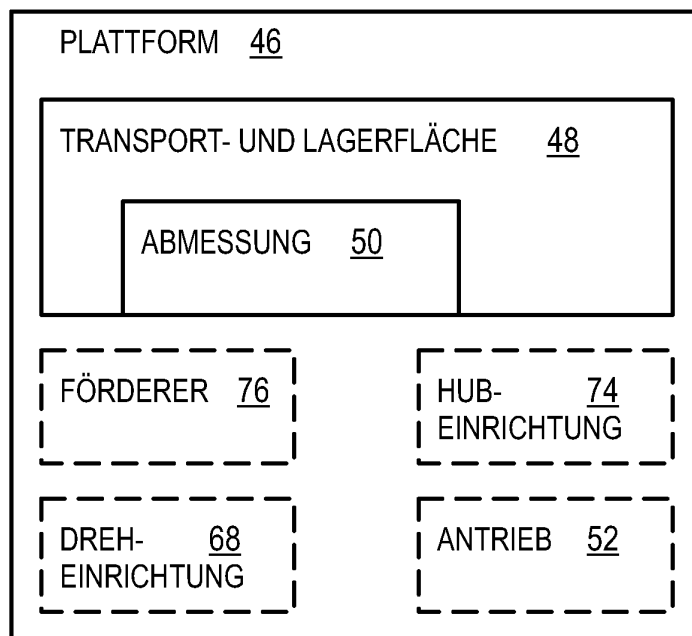 PLATTFORM 46
TRANSPORT- UND LAGERFLÄCHE 48
ABMESSUNG 50
FÖRDERER 76
HUB- 74
EINRICHTUNG
DREH- 68
EINRICHTUNG
ANTRIEB 52